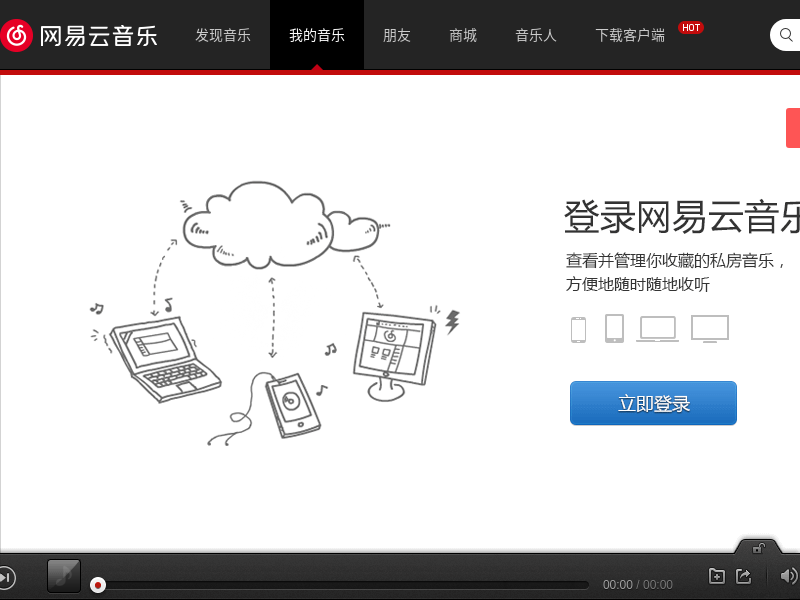 网易云音乐
发现音乐
我的音乐
朋友
商城
音乐人
下载客户端
HOT
登录网易云音乐
查看并管理你收藏的私房音乐，
方便地随时随地收听
立即登录
00:00 / 00:00